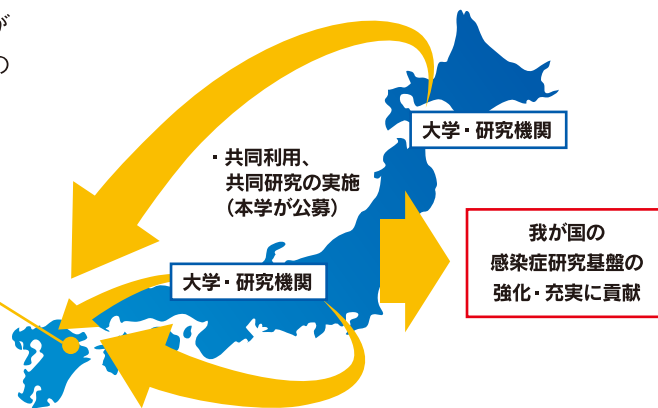 が
の
大学・研究機関
・共同利用、
共同研究の実施
（本学が公募）
大学・研究機関
我が国の
感染症研究基盤の
強化・充実に貢献